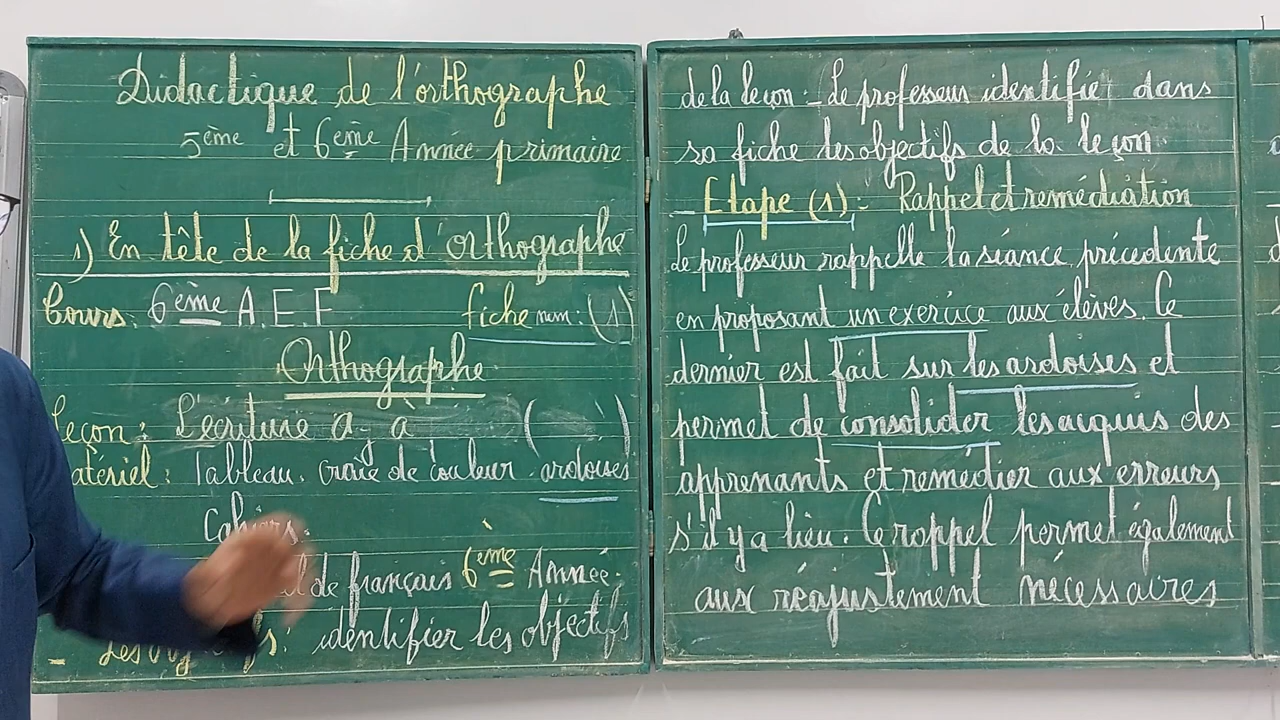 Didactique de l'orthographe
5ème et 6ème Année primaire
1) En tête de la fiche d'Orthographe
Cours: 6ème A.E.F fiche num: (1)
Orthographe
leçon: L'écriture a - à ( )
atériel: Tableau. craie de couleur. ardoises
Cahiers.
de français 6ème Année.
- identifier les objectifs
de la leçon: - Le professeur identifie dans
sa fiche les objectifs de la leçon
- Etape (1): Rappel et remédiation
Le professeur rappelle la séance précédente
en proposant un exercice aux élèves. Ce
dernier est fait sur les ardoises et
permet de consolider les acquis des
apprenants et remédier aux erreurs
s'il y a lieu. Ce rappel permet également
aux réajustement nécessaires